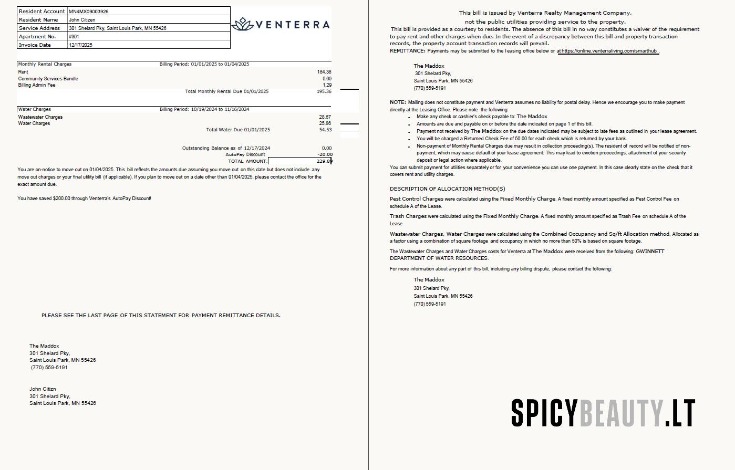 Resident Account MN4MX09003926
Resident Name John Citizen
Service Address 301 Shelard Pky, Saint Louis Park, MN 55426
Apartment No. #301
Invoice Date 12/17/2025
VENTERRA
Monthly Rental Charges Billing Period: 01/01/2025 to 01/04/2025
Rent 194.38
Community Services Bundle 0.00
Billing Admin Fee 1.29
Total Monthly Rental Due 01/01/2025 195.36
Water Charges Billing Period: 10/19/2024 to 11/16/2024
Wastewater Charges 28.67
Water Charges 25.86
Total Water Due 01/01/2025 54.53
Outstanding Balance as of 12/17/2024 0.00
AutoPay Discount -20.00
TOTAL AMOUNT: 229.89
You are on notice to move out on 01/04/2025. This bill reflects the amounts due assuming you move out on this date but does not include any
move out charges or your final utility bill (if applicable). If you plan to move out on a date other than 01/04/2025, please contact the office for the
exact amount due.
You have saved $200.00 through Venterra's AutoPay Discount!
PLEASE SEE THE LAST PAGE OF THIS STATEMENT FOR PAYMENT REMITTANCE DETAILS.
The Maddox
301 Shelard Pky,
Saint Louis Park, MN 55426
(770) 559-5191
John Citizn
301 Shelard Pky,
Saint Louis Park, MN 55426
This bill is issued by Venterra Realty Management Company,
not the public utilities providing service to the property.
This bill is provided as a courtesy to residents. The absence of this bill in no way constitutes a waiver of the requirement
to pay rent and other charges when due. In the event of a discrepancy between this bill and property transaction
records, the property account transaction records will prevail.
REMITTANCE: Payments may be submitted to the leasing office below or at https://online.venterraliving.com/smarthub.
The Maddox
301 Shelard Pky,
Saint Louis Park, MN 55426
(770) 559-5191
NOTE: Mailing does not constitute payment and Venterra assumes no liability for postal delivery. Hence we encourage you to make payment
directly at the Leasing Office. Please note the following:
• Make any check or cashier's check payable to: The Maddox
• Amounts are due and payable on or before the date indicated on page 1 of this bill.
• Payment not received by The Maddox on the due dates indicated may be subject to late fees as outlined in your lease agreement.
• You will be charged a Returned Check Fee of 50.00 for each check which is returned by our bank.
• Non-payment of Monthly Rental Charges due may result in collection proceeding(s). The resident of record will be notified of non-
payment, which may cause default of your lease agreement. This may lead to eviction proceedings, attachment of your security
deposit or legal action where applicable.
You can submit payment for utilities separately or for your convenience you can use one payment. In this case clearly state on the check that it
covers rent and utility charges.
DESCRIPTION OF ALLOCATION METHOD(S)
Pest Control Charges were calculated using the Fixed Monthly Charge. A fixed monthly amount specified as Pest Control Fee on
schedule A of the Lease.
Trash Charges were calculated using the Fixed Monthly Charge. A fixed monthly amount specified as Trash Fee on schedule A of the
Lease.
Wastewater Charges, Water Charges were calculated using the Combined Occupancy and Sq/ft Allocation method. Allocated as
a factor using a combination of square footage and occupancy in which no more than 50% is based on square footage.
The Wastewater Charges and Water Charges costs for Venterra at The Maddox were received from the following: GWINNETT
DEPARTMENT OF WATER RESOURCES.
For more information about any part of this bill, including any billing dispute, please contact the following:
The Maddox
301 Shelard Pky,
Saint Louis Park, MN 55426
(770) 559-5191
SPICYBEAUTY.LT